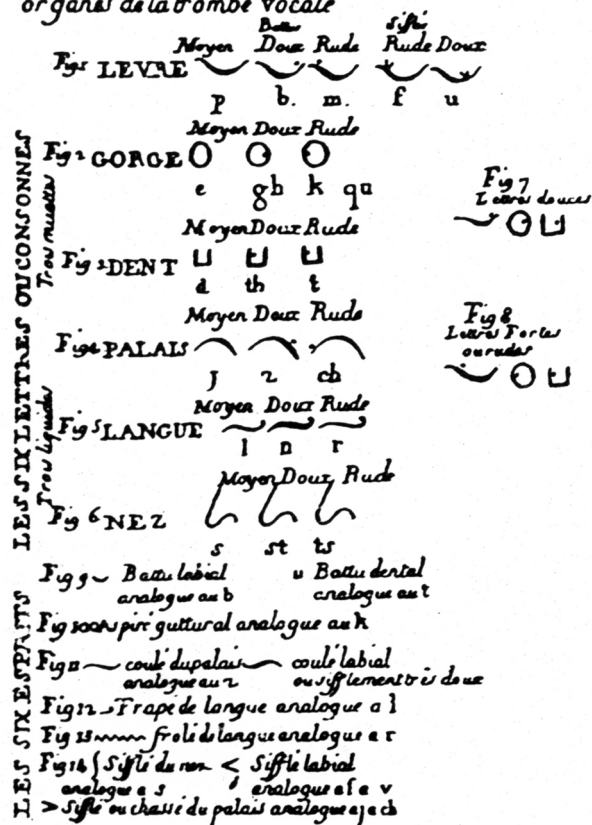 organes de la trombe vocale
Battu Siflé
Moyen Doux Rude Rude Doux
Fig 1 LEVRE
p b. m. f u
Moyen Doux Rude
Fig 2 GORGE
e gh k qu
Moyen Doux Rude
Fig 3 DENT
d th t
Moyen Doux Rude
Fig 4 PALAIS
J z ch
Moyen Doux Rude
Fig 5 LANGUE
l n r
Moyen Doux Rude
Fig 6 NEZ
s st ts
LES SIX LETTRES OU CONSONNES
Trois muettes
Trois liquides
Fig 7
Lettres douces
Fig 8
Lettres Fortes
ou rudes
LES SIX ESPRITS
Fig 9 Battu labial u Battu dental
analogue au b analogue au t
Fig 10 aspiré guttural analogue au k
Fig 11 coulé du palais coulé labial
analogue au z ou sifflement très doux
Fig 12 Frapé de langue analogue a l
Fig 13 frolé de langue analogue a r
Fig 14 { Siflé du nez < Siflé labial
analogue a s analogue a f e v
> Siflé ou chassé du palais analogue a j e ch